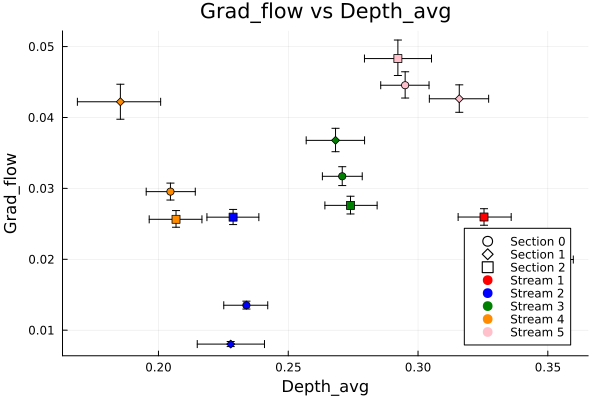 Grad_flow vs Depth_avg
0.05
0.04
0.03
0.02
0.01
Grad_flow
0.20
0.25
0.30
0.35
Depth_avg
Section 0
Section 1
Section 2
Stream 1
Stream 2
Stream 3
Stream 4
Stream 5